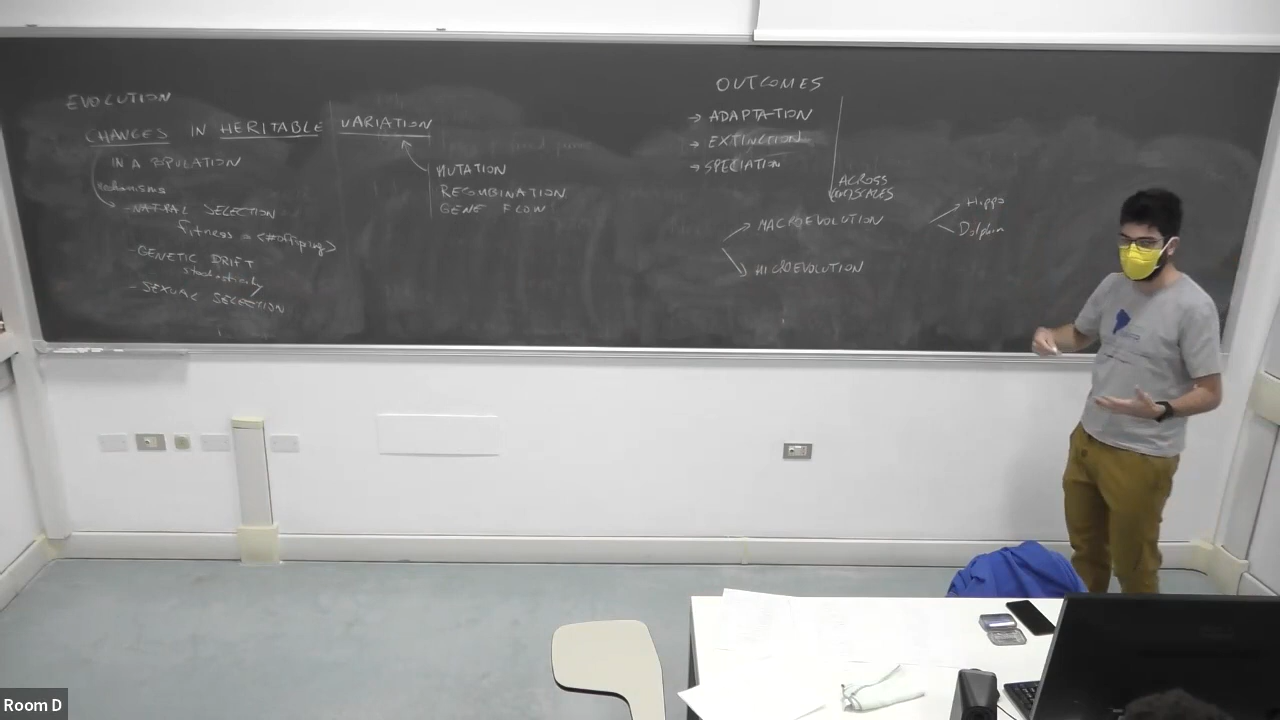 EVOLUTION
CHANGES IN HERITABLE VARIATION
IN A POPULATION
Mechanisms
- NATURAL SELECTION
Fitness = <#offspring>
- GENETIC DRIFT
stochasticity
- SEXUAL SELECTION
MUTATION
RECOMBINATION
GENE FLOW
OUTCOMES
→ ADAPTATION
→ EXTINCTION
→ SPECIATION
ACROSS
SCALES
MACROEVOLUTION
MICROEVOLUTION
Hippo
Dolphin
Room D